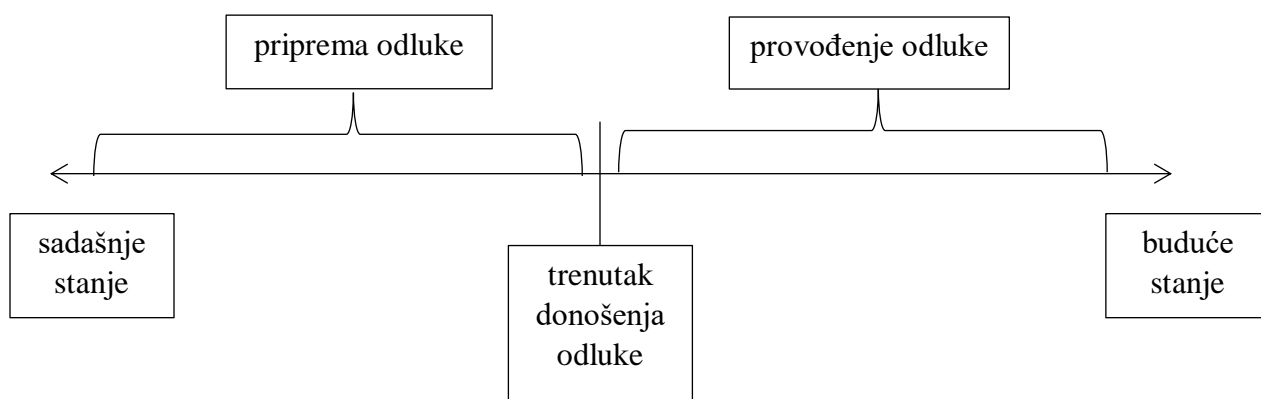 priprema odluke
provođenje odluke
sadašnje
stanje
trenutak
donošenja
odluke
buduće
stanje